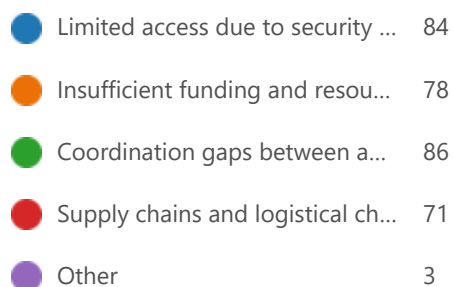 Limited access due to security ... 84
Insufficient funding and resou... 78
Coordination gaps between a... 86
Supply chains and logistical ch... 71
Other 3